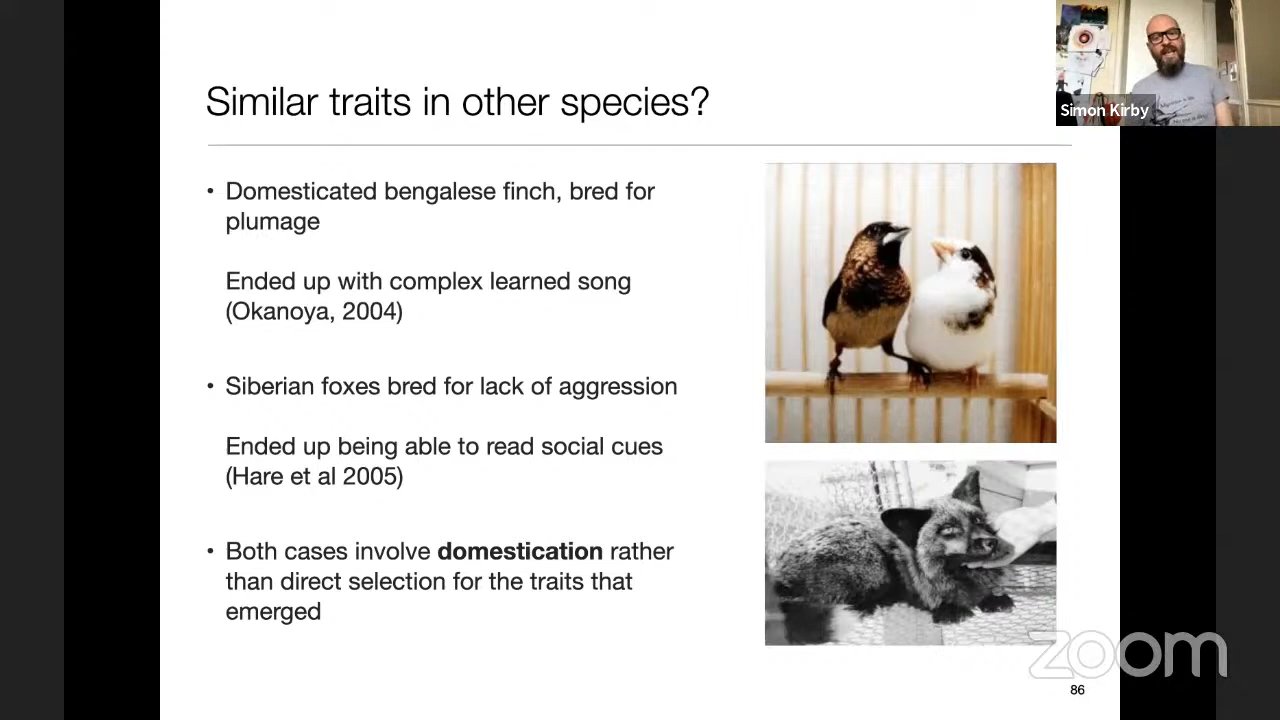 Similar traits in other species?
Simon Kirby
• Domesticated bengalese finch, bred for
plumage
Ended up with complex learned song
(Okanoya, 2004)
• Siberian foxes bred for lack of aggression
Ended up being able to read social cues
(Hare et al 2005)
• Both cases involve domestication rather
than direct selection for the traits that
emerged
zoom
86